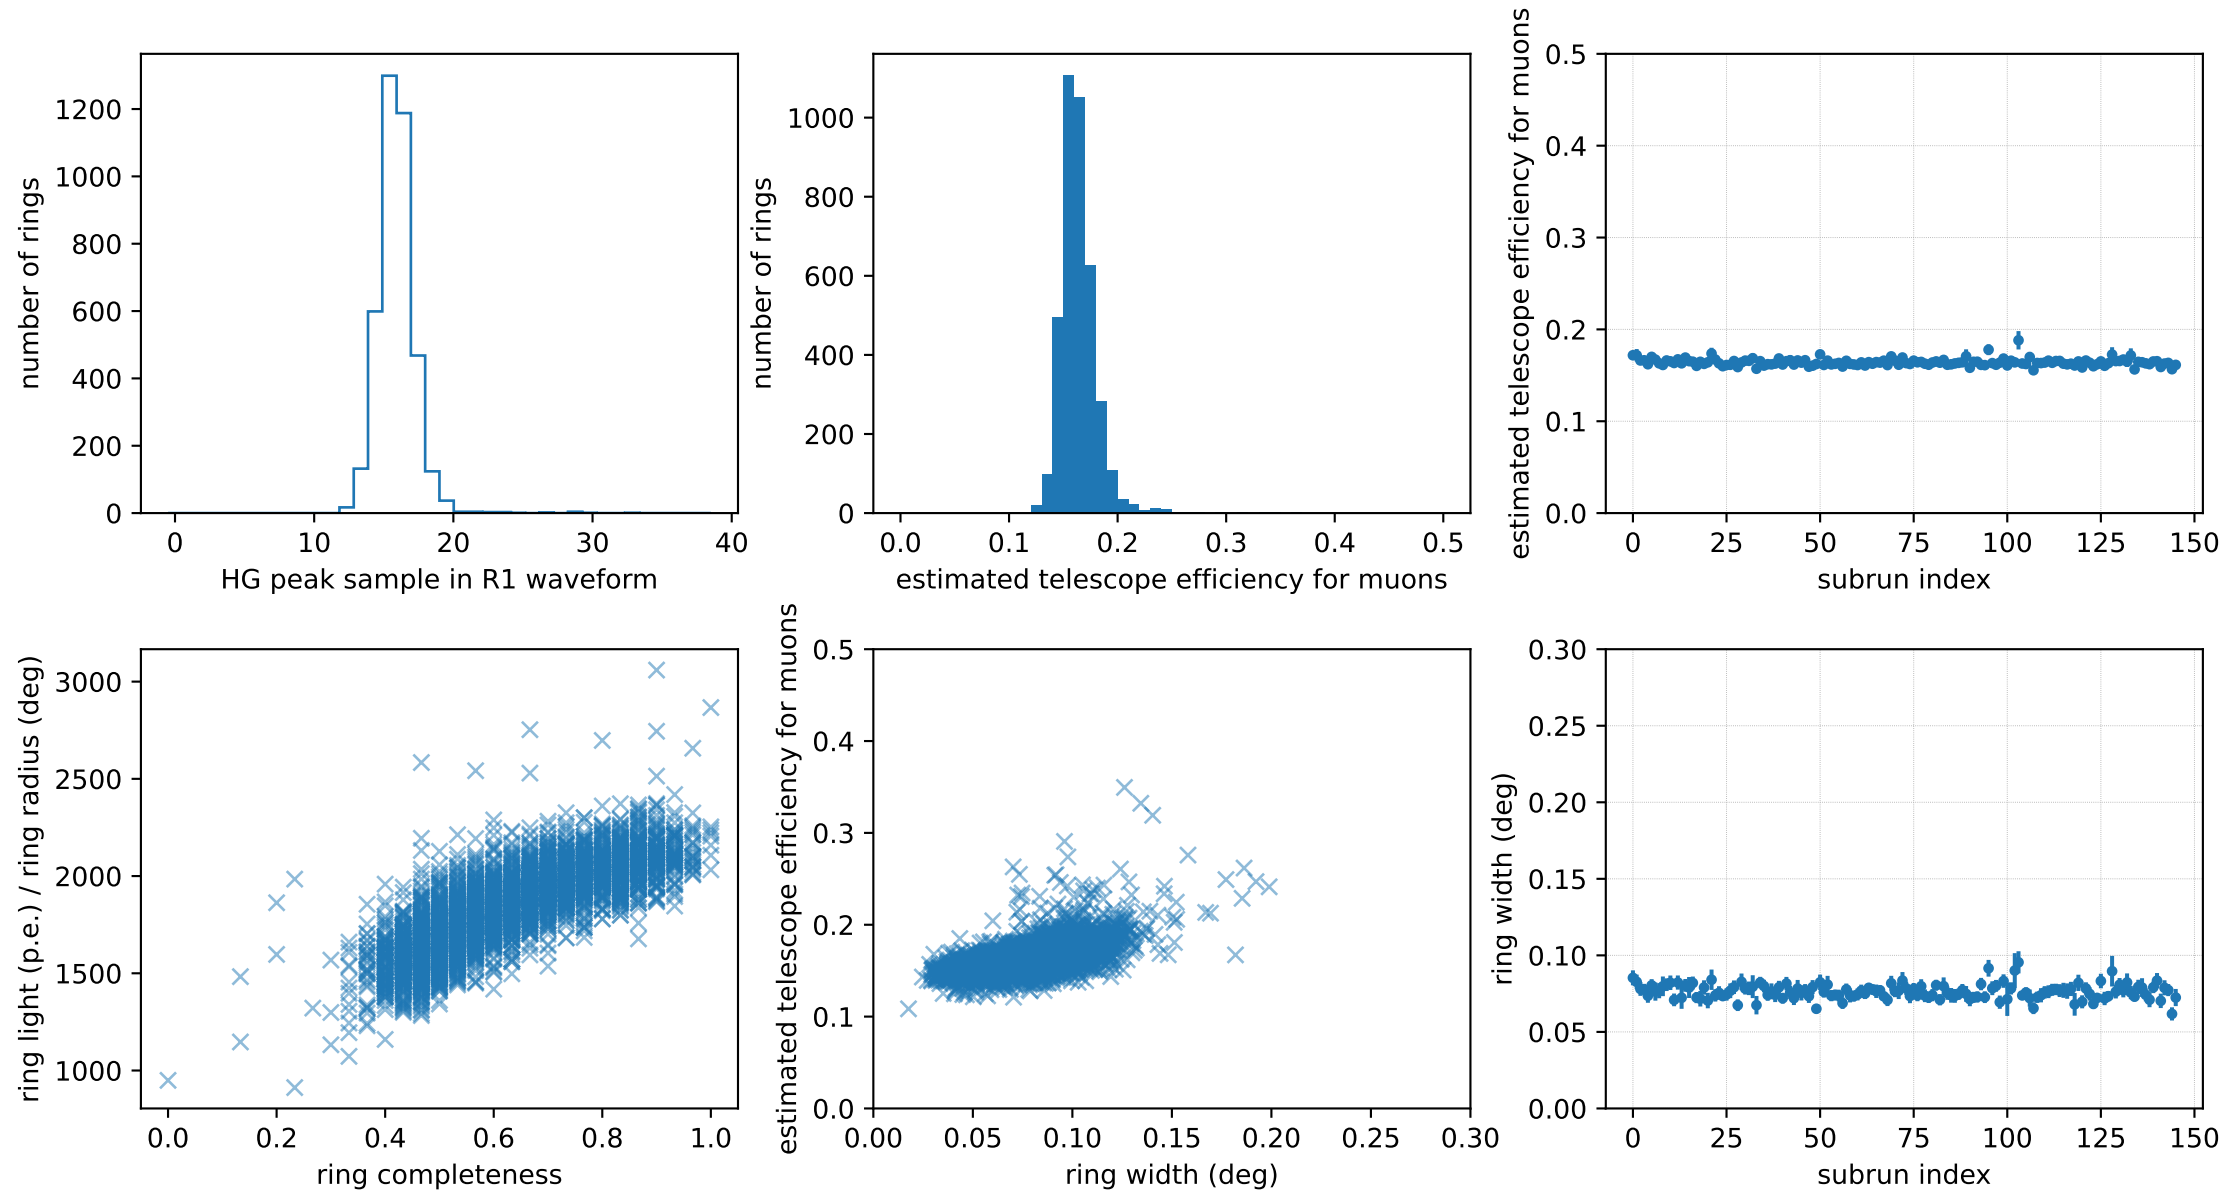 number of rings
1200
1000
800
600
400
200
0
0 10 20 30 40
HG peak sample in R1 waveform
number of rings
1000
800
600
400
200
0
0.0 0.1 0.2 0.3 0.4 0.5
estimated telescope efficiency for muons
estimated telescope efficiency for muons
0.5
0.4
0.3
0.2
0.1
0.0
0 25 50 75 100 125 150
subrun index
ring light (p.e.) / ring radius (deg)
3000
2500
2000
1500
1000
0.0 0.2 0.4 0.6 0.8 1.0
ring completeness
estimated telescope efficiency for muons
0.5
0.4
0.3
0.2
0.1
0.0
0.00 0.05 0.10 0.15 0.20 0.25 0.30
ring width (deg)
ring width (deg)
0.30
0.25
0.20
0.15
0.10
0.05
0.00
0 25 50 75 100 125 150
subrun index